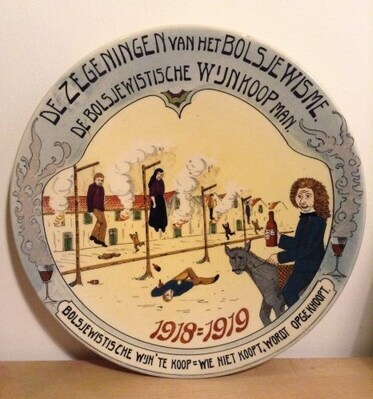 DE ZEGENINGEN VAN HET BOLSJEWISME.
DE BOLSJEWISTISCHE WIJNKOOPMAN.
1918=1919
BOLSJEWISTISCHE WIJN TE KOOP=WIE NIET KOOPT, WORDT OPGEKNOOPT.